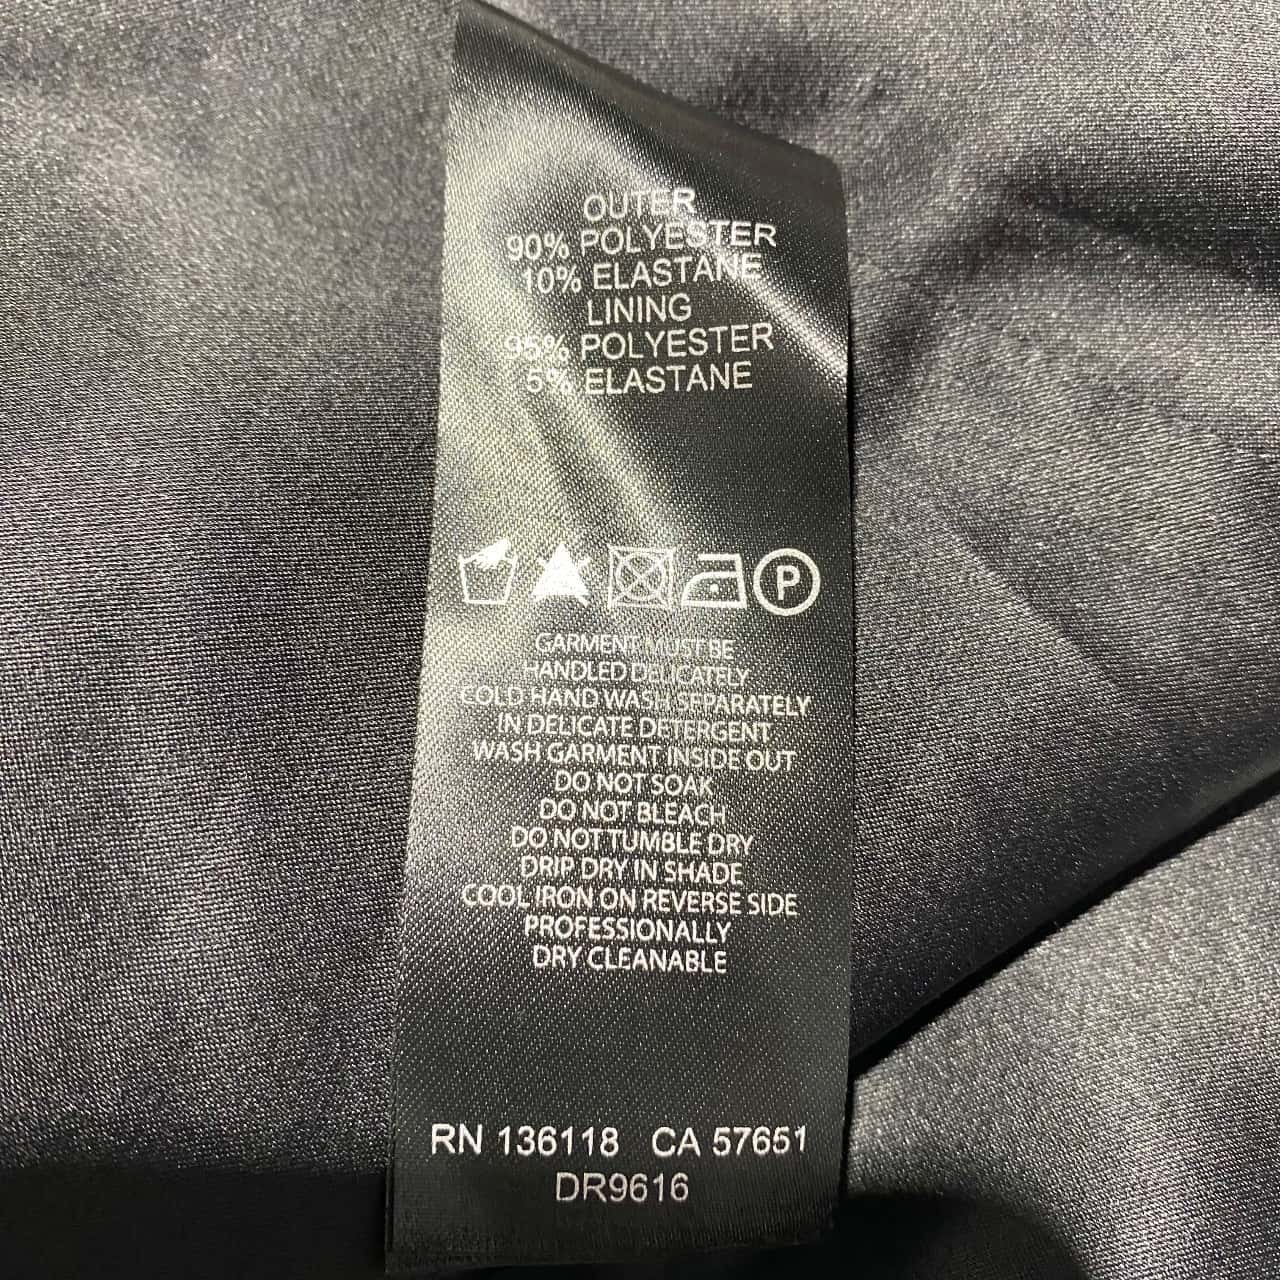 OUTER
90% POLYESTER
10% ELASTANE
LINING
95% POLYESTER
5% ELASTANE
P
GARMENT MUST BE
HANDLED DELICATELY
COLD HAND WASH SEPARATELY
IN DELICATE DETERGENT
WASH GARMENT INSIDE OUT
DO NOT SOAK
DO NOT BLEACH
DO NOT TUMBLE DRY
DRIP DRY IN SHADE
COOL IRON ON REVERSE SIDE
PROFESSIONALLY
DRY CLEANABLE
RN 136118 CA 57651
DR9616